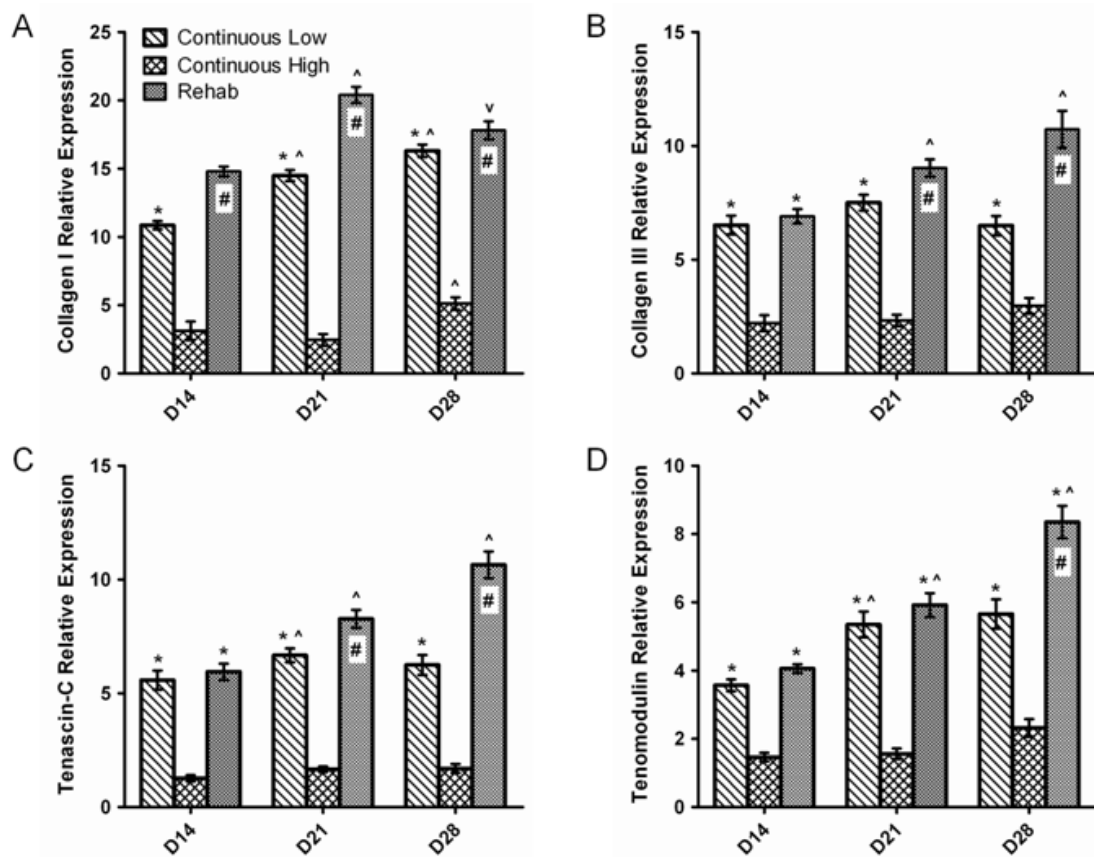 A
Collagen I Relative Expression
25
20
15
10
5
0
Continuous Low
Continuous High
Rehab
*
#
* ^
^
#
* ^
^
v
#
D14
D21
D28
B
Collagen III Relative Expression
15
10
5
0
*
*
*
^
#
*
^
#
D14
D21
D28
C
Tenascin-C Relative Expression
15
10
5
0
*
*
* ^
^
#
*
^
#
D14
D21
D28
D
Tenomodulin Relative Expression
10
8
6
4
2
0
*
*
* ^
* ^
*
* ^
#
D14
D21
D28